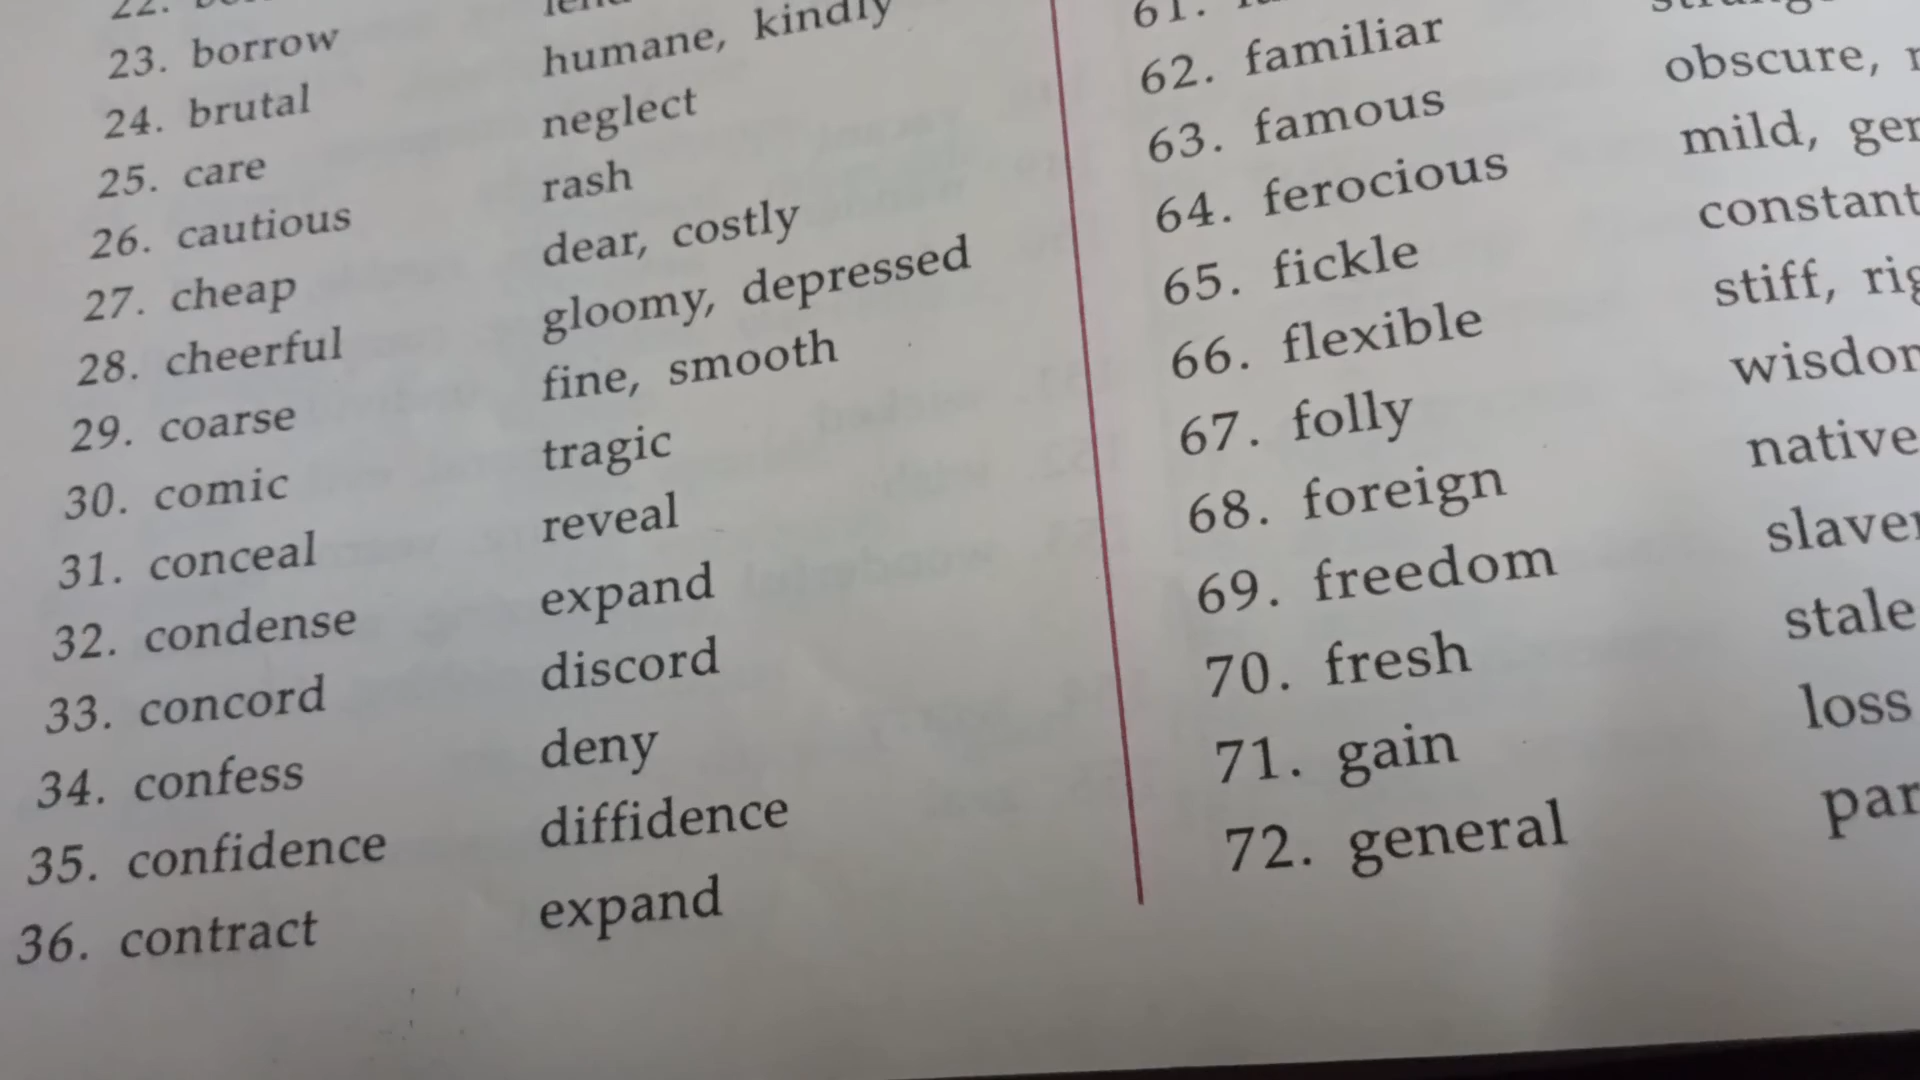 23. borrow
24. brutal humane, kindly
25. care neglect
26. cautious rash
27. cheap dear, costly
28. cheerful gloomy, depressed
29. coarse fine, smooth
30. comic tragic
31. conceal reveal
32. condense expand
33. concord discord
34. confess deny
35. confidence diffidence
36. contract expand
61.
62. familiar
63. famous obscure,
64. ferocious mild,
65. fickle constant
66. flexible stiff,
67. folly
68. foreign native
69. freedom
70. fresh stale
71. gain loss
72. general